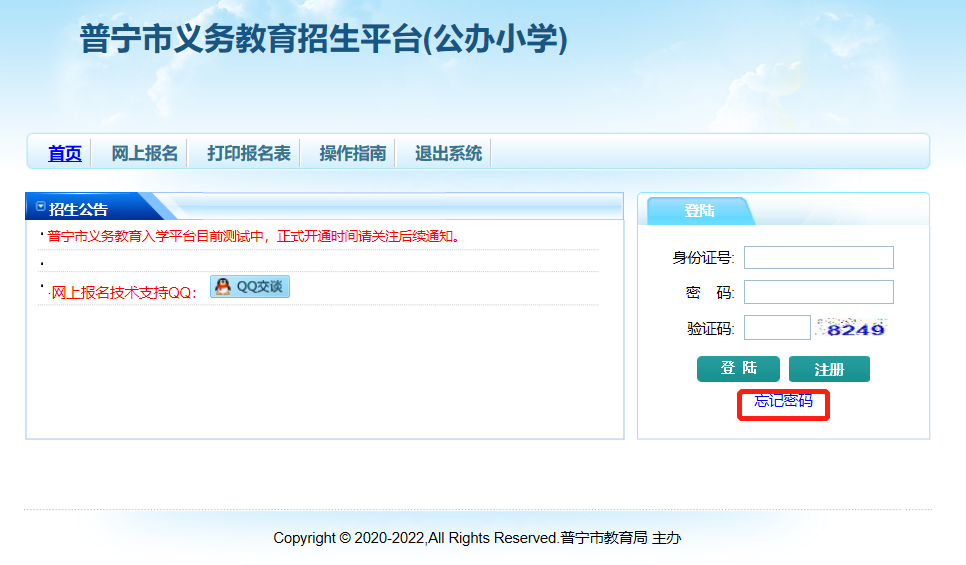 普宁市义务教育招生平台(公办小学)
首页 网上报名 打印报名表 操作指南 退出系统
招生公告
普宁市义务教育入学平台目前测试中，正式开通时间请关注后续通知。
网上报名技术支持QQ： QQ交谈
登陆
身份证号:
密 码:
验证码: 8249
登 陆 注册
忘记密码
Copyright © 2020-2022,All Rights Reserved.普宁市教育局 主办